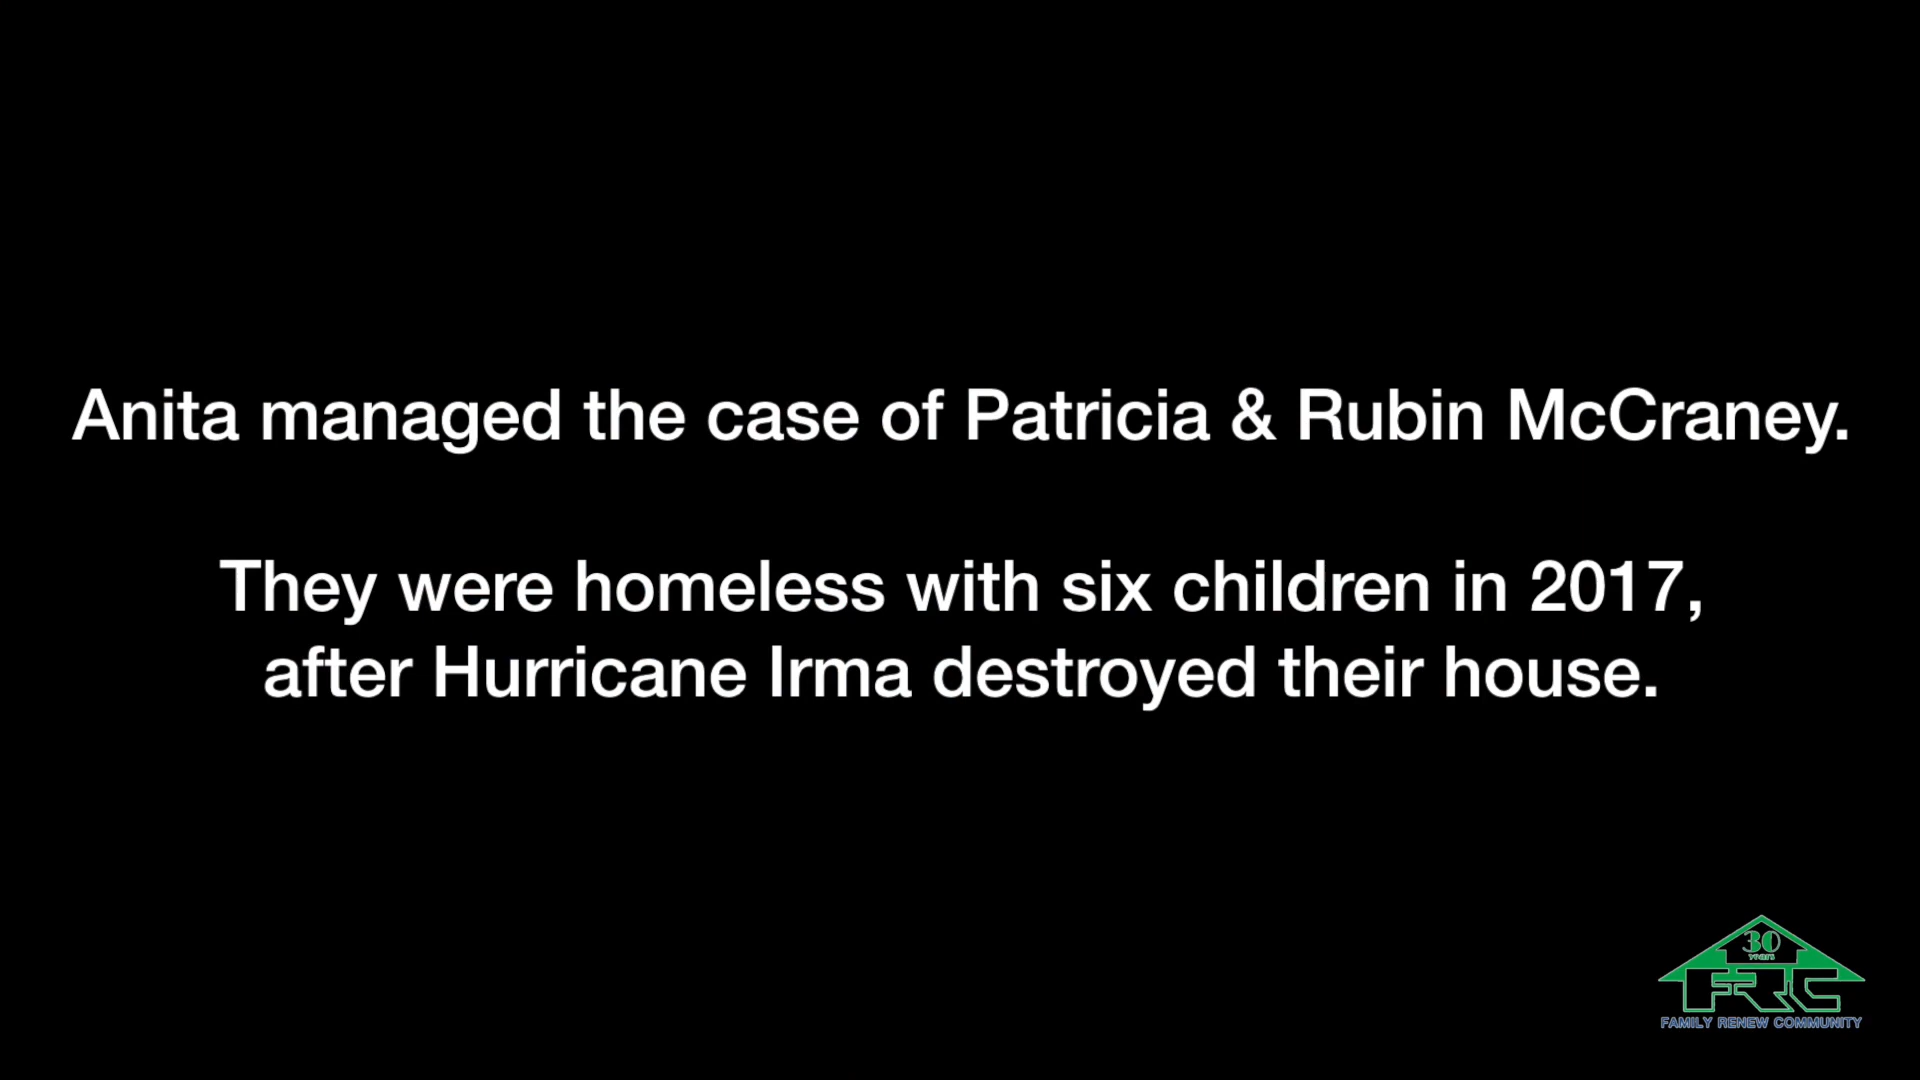 Anita managed the case of Patricia & Rubin McCraney.
They were homeless with six children in 2017,
after Hurricane Irma destroyed their house.
30
years
FRC
FAMILY RENEW COMMUNITY